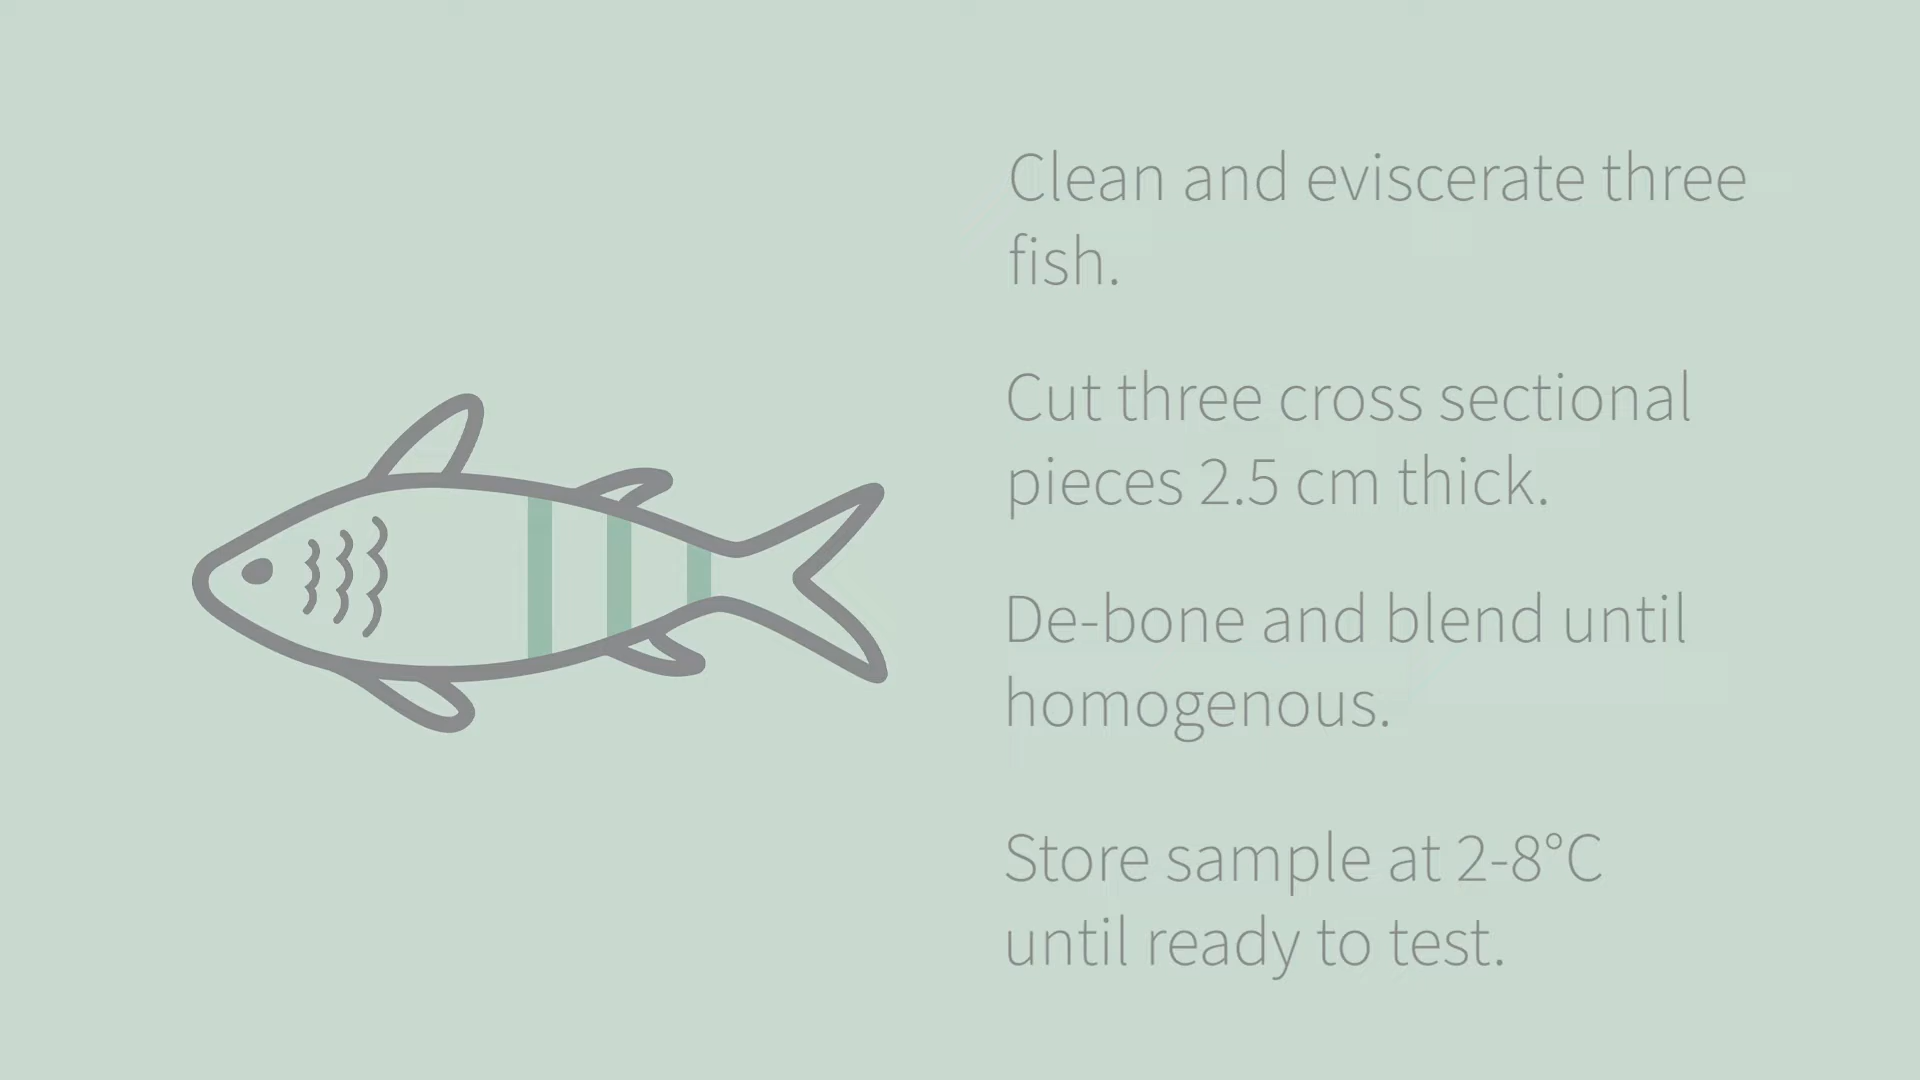 Clean and eviscerate three
fish.
Cut three cross sectional
pieces 2.5 cm thick.
De-bone and blend until
homogenous.
Store sample at 2-8°C
until ready to test.